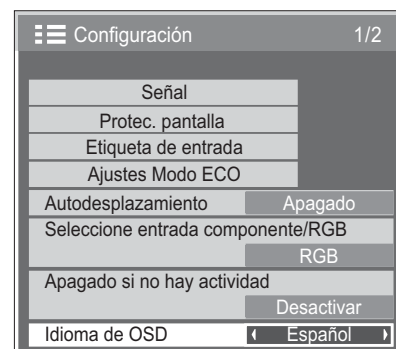 Configuración 1/2
Señal
Protec. pantalla
Etiqueta de entrada
Ajustes Modo ECO
Autodesplazamiento Apagado
Seleccione entrada componente/RGB
RGB
Apagado si no hay actividad
Desactivar
Idioma de OSD Español